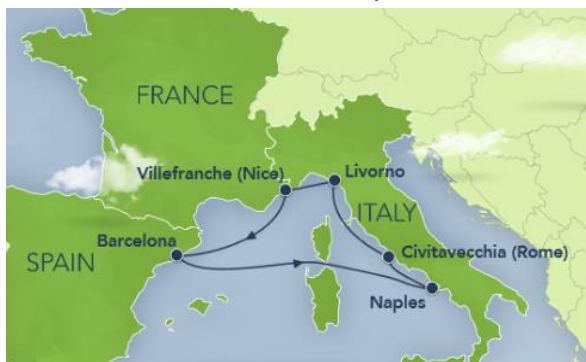 FRANCE
Villefranche (Nice)
Livorno
ITALY
Barcelona
SPAIN
Civitavecchia (Rome)
Naples